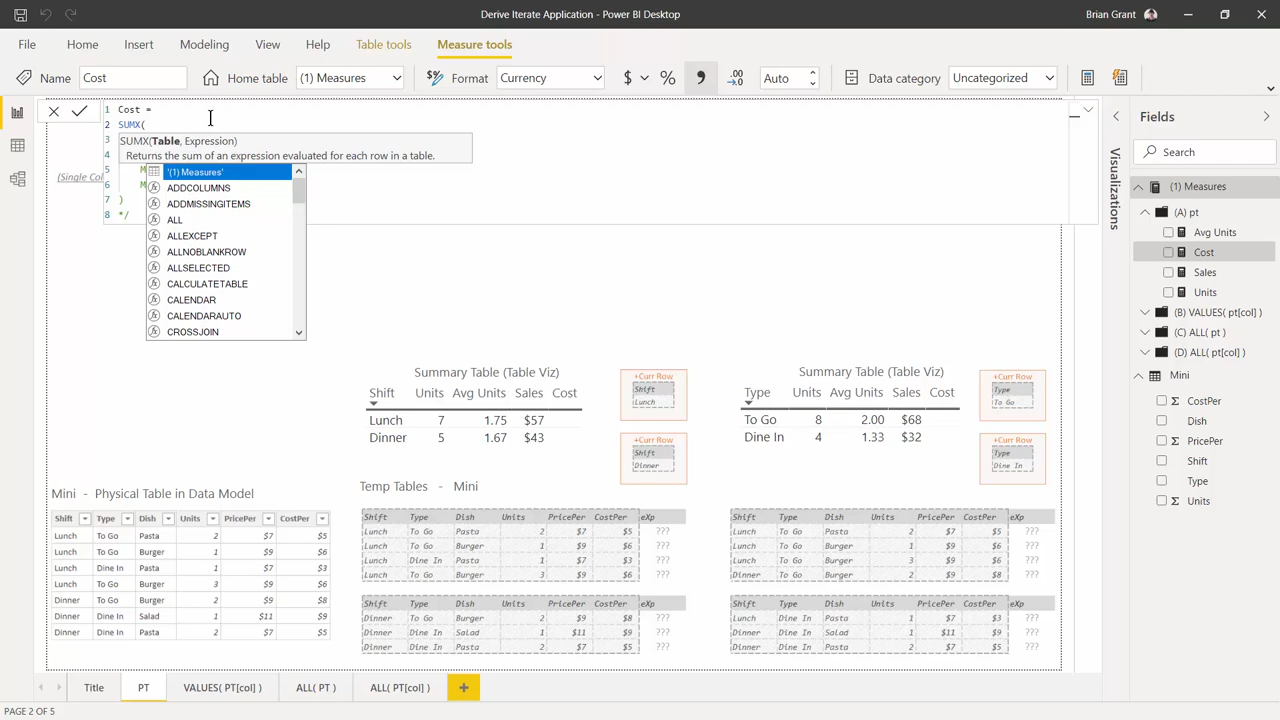 Derive Iterate Application - Power BI Desktop
Brian Grant
File Home Insert Modeling View Help Table tools Measure tools
Name Cost Home table (1) Measures Format Currency $ % , .00 Auto Data category Uncategorized
1 Cost =
2 SUMX(
3
4
5 M
6 M
7 )
8 */
SUMX(Table, Expression)
Returns the sum of an expression evaluated for each row in a table.
(Single Col
'(1) Measures'
ADDCOLUMNS
ADDMISSINGITEMS
ALL
ALLEXCEPT
ALLNOBLANKROW
ALLSELECTED
CALCULATETABLE
CALENDAR
CALENDARAUTO
CROSSJOIN
Summary Table (Table Viz)
Shift Units Avg Units Sales Cost
Lunch 7 1.75 $57
Dinner 5 1.67 $43
+Curr Row
Shift
Lunch
+Curr Row
Shift
Dinner
Summary Table (Table Viz)
Type Units Avg Units Sales Cost
To Go 8 2.00 $68
Dine In 4 1.33 $32
+Curr Row
Type
To Go
+Curr Row
Type
Dine In
Mini - Physical Table in Data Model
Shift Type Dish Units PricePer CostPer
Lunch To Go Pasta 2 $7 $5
Lunch To Go Burger 1 $9 $6
Lunch Dine In Pasta 1 $7 $3
Lunch To Go Burger 3 $9 $6
Dinner To Go Burger 2 $9 $8
Dinner Dine In Salad 1 $11 $9
Dinner Dine In Pasta 2 $7 $5
Temp Tables - Mini
Shift Type Dish Units PricePer CostPer eXp
Lunch To Go Pasta 2 $7 $5 ???
Lunch To Go Burger 1 $9 $6 ???
Lunch Dine In Pasta 1 $7 $3 ???
Lunch To Go Burger 3 $9 $6 ???
Shift Type Dish Units PricePer CostPer eXp
Dinner To Go Burger 2 $9 $8 ???
Dinner Dine In Salad 1 $11 $9 ???
Dinner Dine In Pasta 2 $7 $5 ???
Shift Type Dish Units PricePer CostPer eXp
Lunch To Go Pasta 2 $7 $5 ???
Lunch To Go Burger 1 $9 $6 ???
Lunch To Go Burger 3 $9 $6 ???
Dinner To Go Burger 2 $9 $8 ???
Shift Type Dish Units PricePer CostPer eXp
Lunch Dine In Pasta 1 $7 $3 ???
Dinner Dine In Salad 1 $11 $9 ???
Dinner Dine In Pasta 2 $7 $5 ???
Visualizations
Fields
Search
(1) Measures
(A) pt
Avg Units
Cost
Sales
Units
(B) VALUES( pt[col] )
(C) ALL( pt )
(D) ALL( pt[col] )
Mini
Σ CostPer
Dish
Σ PricePer
Shift
Type
Σ Units
Title PT VALUES( PT[col] ) ALL( PT ) ALL( PT[col] ) +
PAGE 2 OF 5